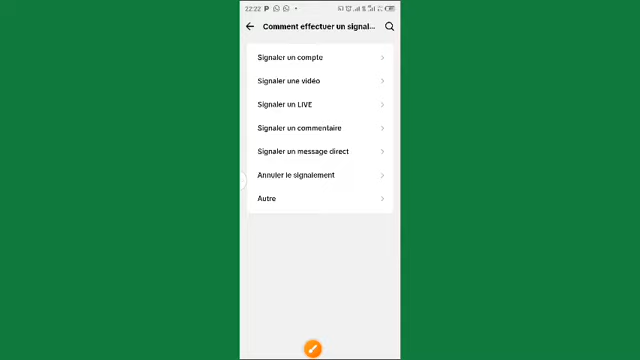 22:22 P
Comment effectuer un signal...
Signaler un compte
Signaler une vidéo
Signaler un LIVE
Signaler un commentaire
Signaler un message direct
Annuler le signalement
Autre